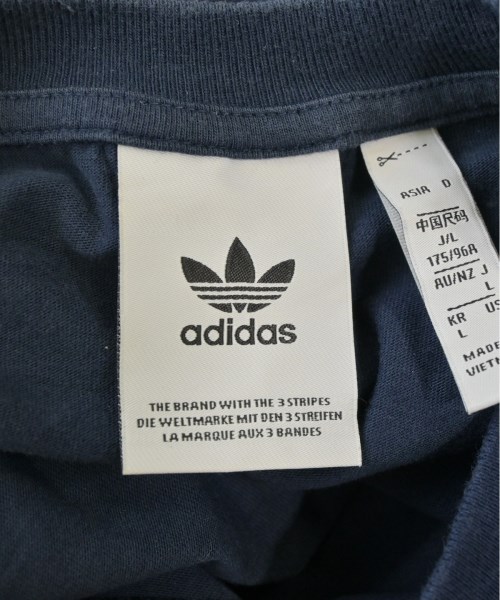 adidas
THE BRAND WITH THE 3 STRIPES
DIE WELTMARKE MIT DEN 3 STREIFEN
LA MARQUE AUX 3 BANDES
ASIA D
中国尺码
J/L
175/96A
AU/NZ J
L L
KR US
L
MADE
VIETN